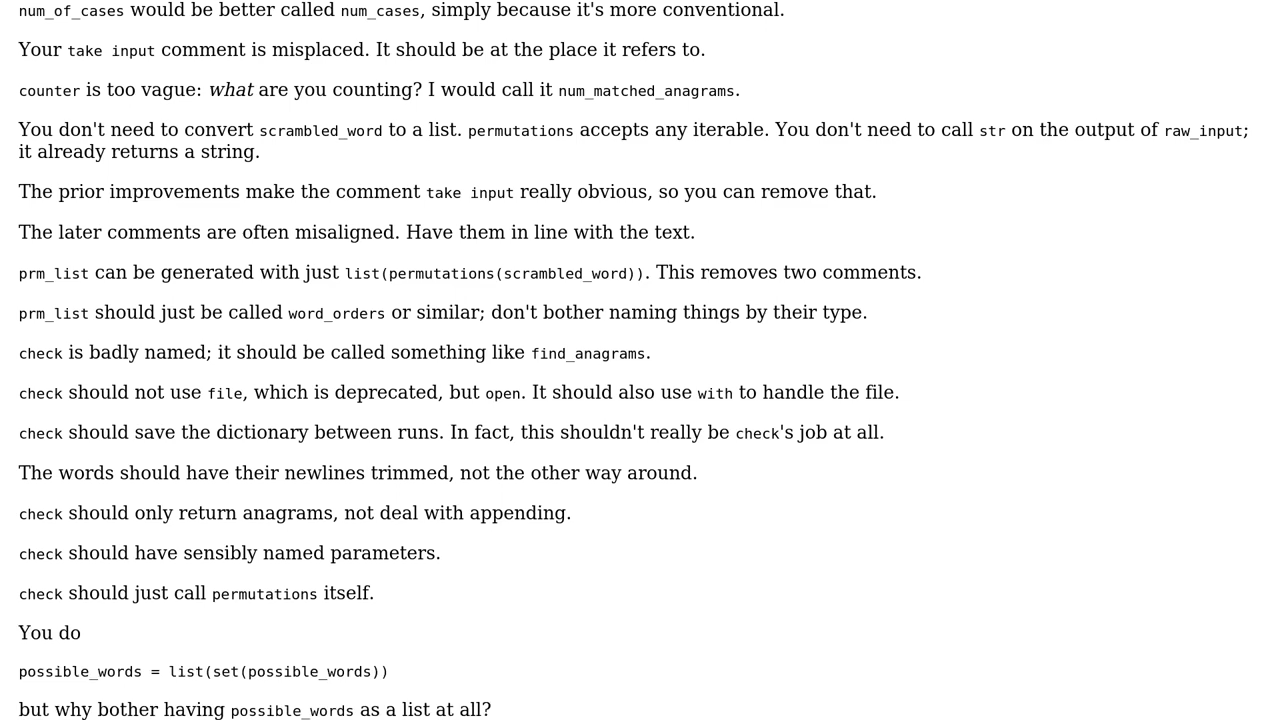 num_of_cases would be better called num_cases, simply because it's more conventional.
Your take input comment is misplaced. It should be at the place it refers to.
counter is too vague: what are you counting? I would call it num_matched_anagrams.
You don't need to convert scrambled_word to a list. permutations accepts any iterable. You don't need to call str on the output of raw_input;
it already returns a string.
The prior improvements make the comment take input really obvious, so you can remove that.
The later comments are often misaligned. Have them in line with the text.
prm_list can be generated with just list(permutations(scrambled_word)). This removes two comments.
prm_list should just be called word_orders or similar; don't bother naming things by their type.
check is badly named; it should be called something like find_anagrams.
check should not use file, which is deprecated, but open. It should also use with to handle the file.
check should save the dictionary between runs. In fact, this shouldn't really be check's job at all.
The words should have their newlines trimmed, not the other way around.
check should only return anagrams, not deal with appending.
check should have sensibly named parameters.
check should just call permutations itself.
You do
possible_words = list(set(possible_words))
but why bother having possible_words as a list at all?